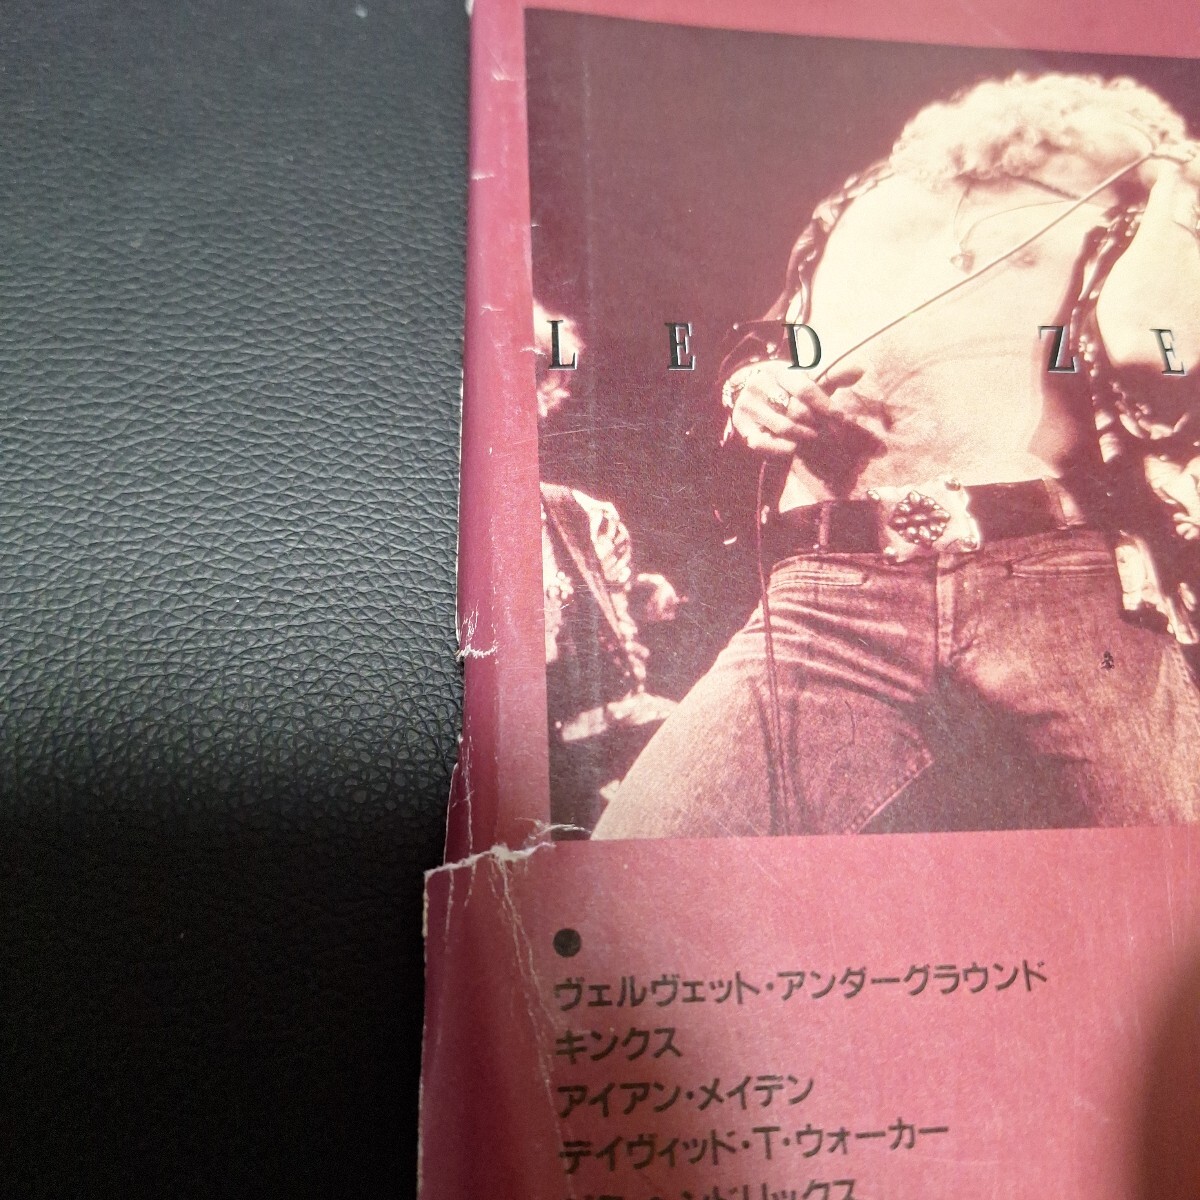 LED ZE
●
ヴェルヴェット・アンダーグラウンド
キンクス
アイアン・メイデン
デイヴィッド・T・ウォーカー